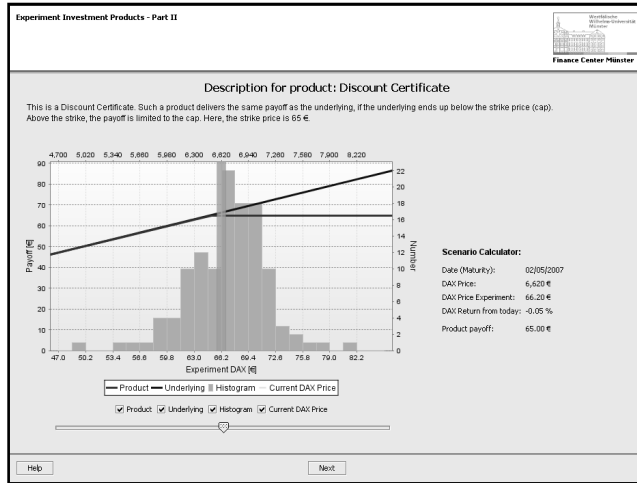 Experiment Investment Products - Part II
Westfälische
Wilhelms-Universität
Münster
Finance Center Münster
Description for product: Discount Certificate
This is a Discount Certificate. Such a product delivers the same payoff as the underlying, if the underlying ends up below the strike price (cap).
Above the strike, the payoff is limited to the cap. Here, the strike price is 65 €.
4,700 5,020 5,340 5,660 5,980 6,300 6,620 6,940 7,260 7,580 7,900 8,220
90
80
70
60
50
40
30
20
10
0
Payoff [€]
22
20
18
16
14
12
10
8
6
4
2
0
Number
47.0 50.2 53.4 56.6 59.8 63.0 66.2 69.4 72.6 75.8 79.0 82.2
Experiment DAX [€]
Product Underlying Histogram Current DAX Price
Product Underlying Histogram Current DAX Price
Scenario Calculator:
Date (Maturity): 02/05/2007
DAX Price: 6,620 €
DAX Price Experiment: 66.20 €
DAX Return from today: -0.05 %
Product payoff: 65.00 €
Help
Next